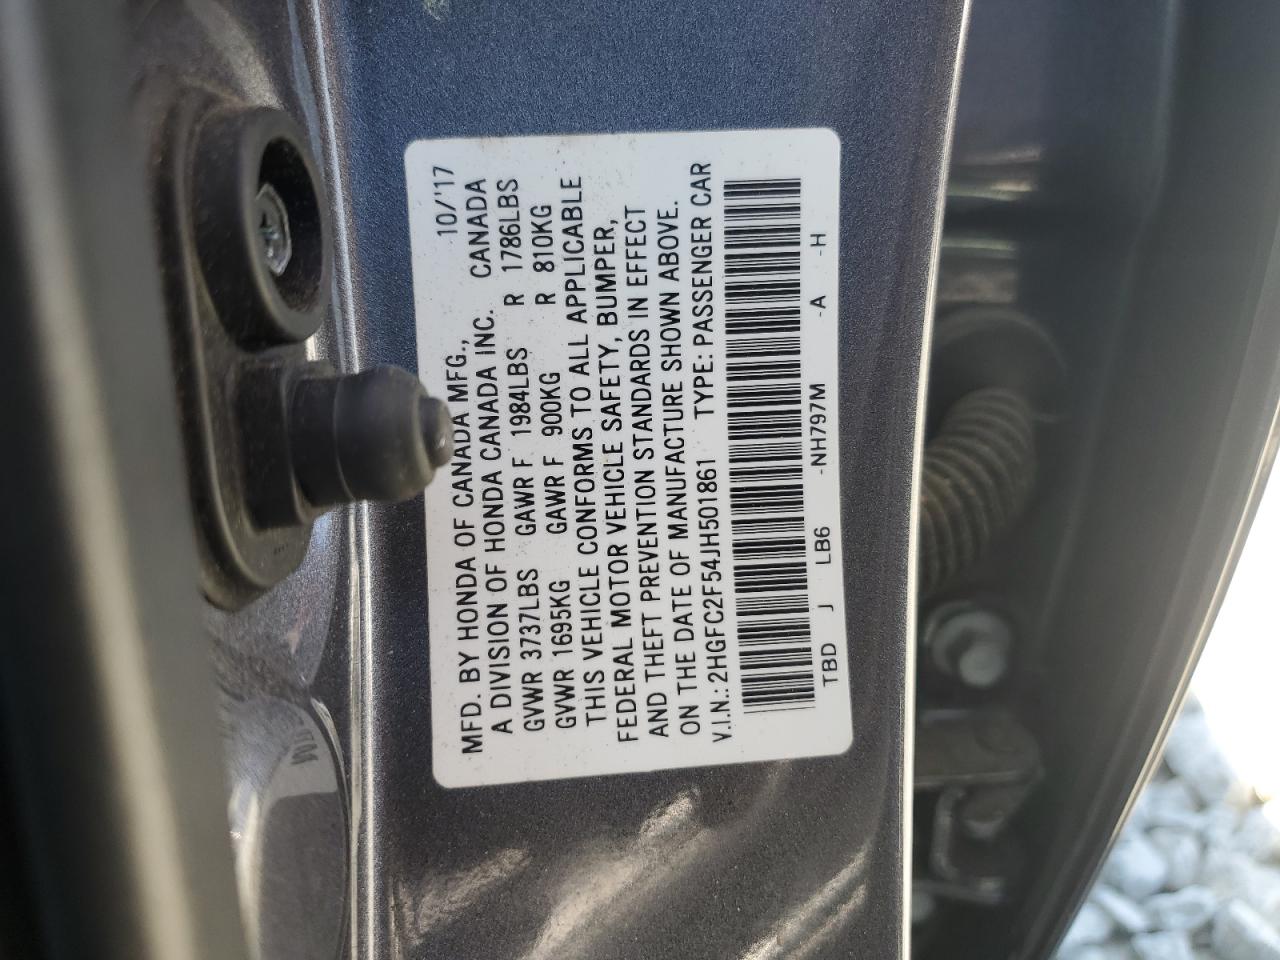 MFD. BY HONDA OF CANADA MFG., 10/'17
A DIVISION OF HONDA CANADA INC. CANADA
GVWR 3737LBS GAWR F 1984LBS R 1786LBS
GVWR 1695KG GAWR F 900KG R 810KG
THIS VEHICLE CONFORMS TO ALL APPLICABLE
FEDERAL MOTOR VEHICLE SAFETY, BUMPER,
AND THEFT PREVENTION STANDARDS IN EFFECT
ON THE DATE OF MANUFACTURE SHOWN ABOVE.
V.I.N.: 2HGFC2F54JH501861 TYPE: PASSENGER CAR
TBD J LB6 -NH797M -A -H